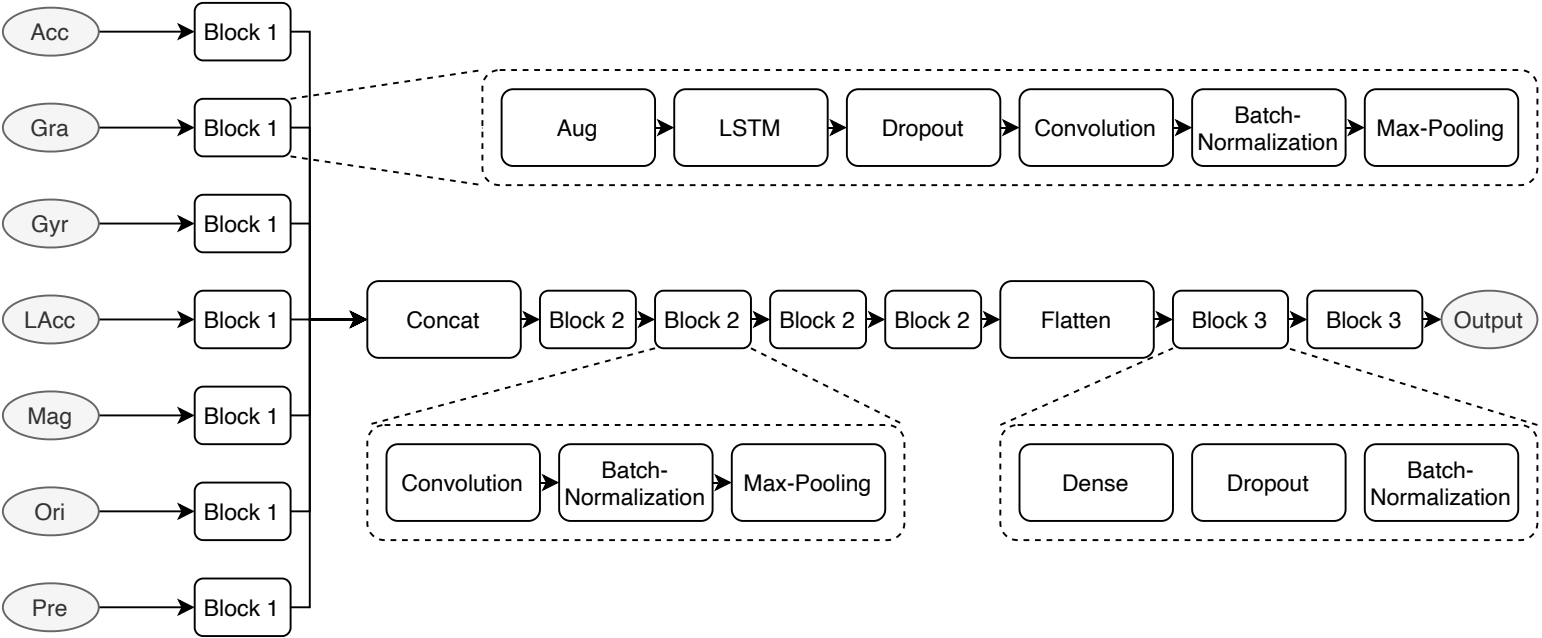 Acc
Block 1
Gra
Block 1
Aug
LSTM
Dropout
Convolution
Batch-
Normalization
Max-Pooling
Gyr
Block 1
LAcc
Block 1
Concat
Block 2
Block 2
Block 2
Block 2
Flatten
Block 3
Block 3
Output
Mag
Block 1
Convolution
Batch-
Normalization
Max-Pooling
Dense
Dropout
Batch-
Normalization
Ori
Block 1
Pre
Block 1